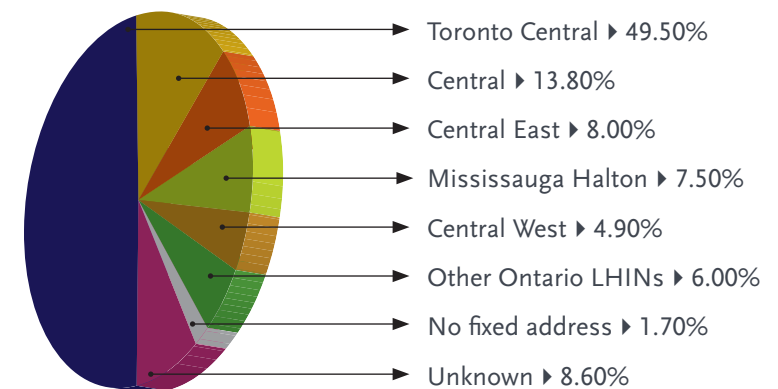 Toronto Central ▸ 49.50%
Central ▸ 13.80%
Central East ▸ 8.00%
Mississauga Halton ▸ 7.50%
Central West ▸ 4.90%
Other Ontario LHINs ▸ 6.00%
No fixed address ▸ 1.70%
Unknown ▸ 8.60%